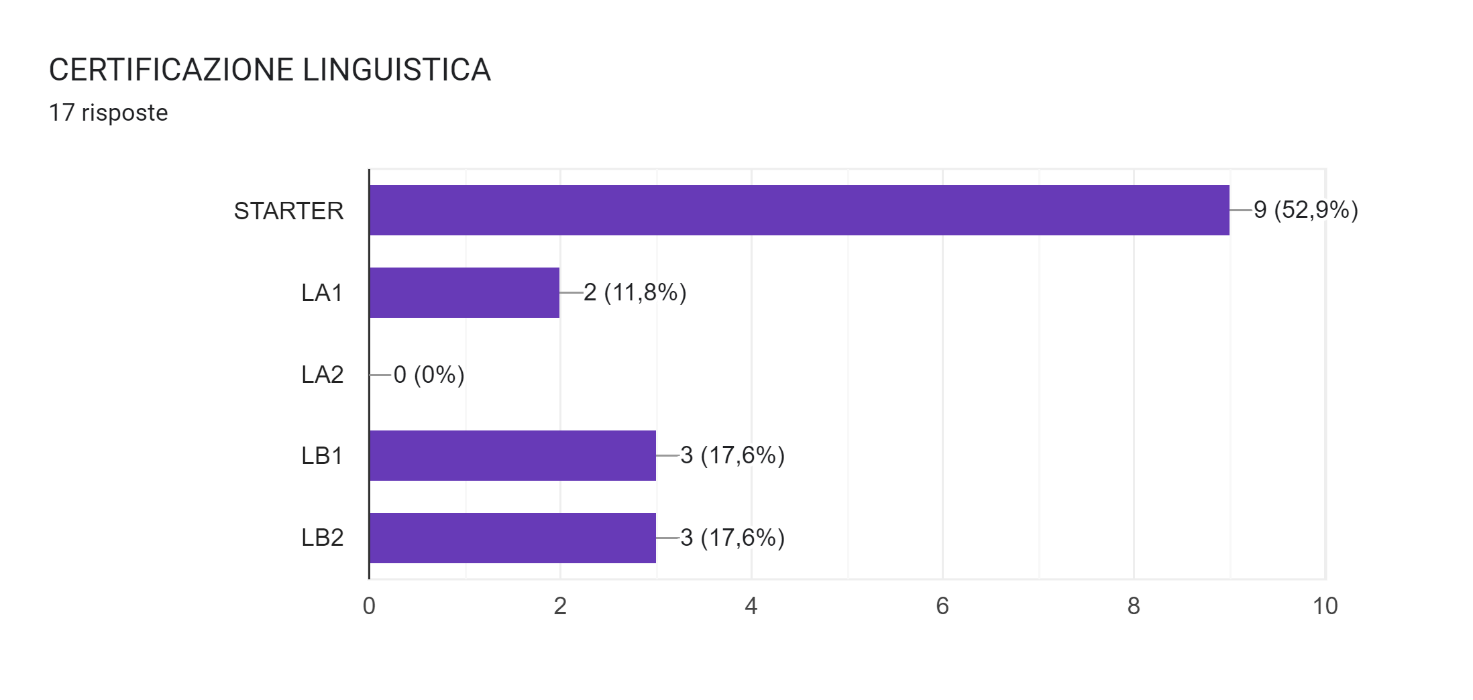 CERTIFICAZIONE LINGUISTICA
17 risposte
STARTER 9 (52,9%)
LA1 2 (11,8%)
LA2 0 (0%)
LB1 3 (17,6%)
LB2 3 (17,6%)
0 2 4 6 8 10